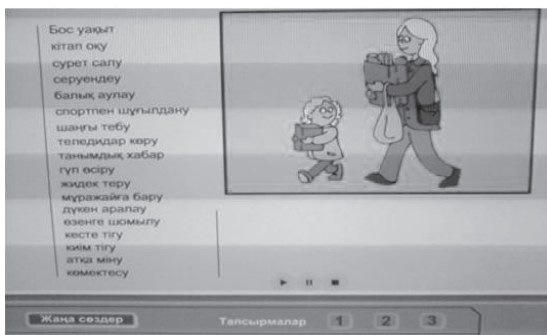 Бос уақыт
кітап оқу
сурет салу
серуендеу
балық аулау
спортпен шұғылдану
шаңғы тебу
теледидар көру
танымдық хабар
гүл өсіру
жидек теру
мұражайға бару
дүкен аралау
өзенге шомылу
кесте тігу
киім тігу
атқа міну
көмектесу
Жаңа сөздер Тапсырмалар 1 2 3